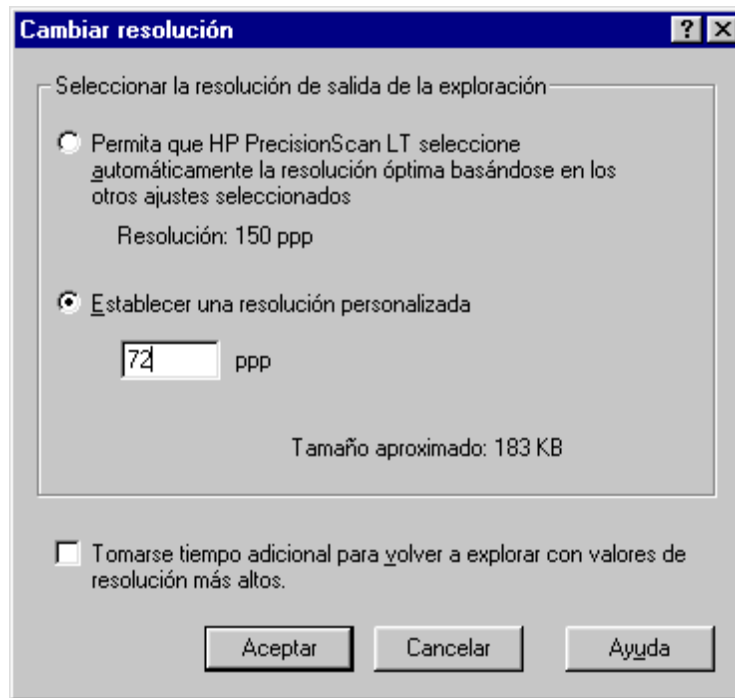 Cambiar resolución
Seleccionar la resolución de salida de la exploración
Permita que HP PrecisionScan LT seleccione
automáticamente la resolución óptima basándose en los
otros ajustes seleccionados
Resolución: 150 ppp
Establecer una resolución personalizada
72 ppp
Tamaño aproximado: 183 KB
Tomarse tiempo adicional para volver a explorar con valores de
resolución más altos.
Aceptar Cancelar Ayuda